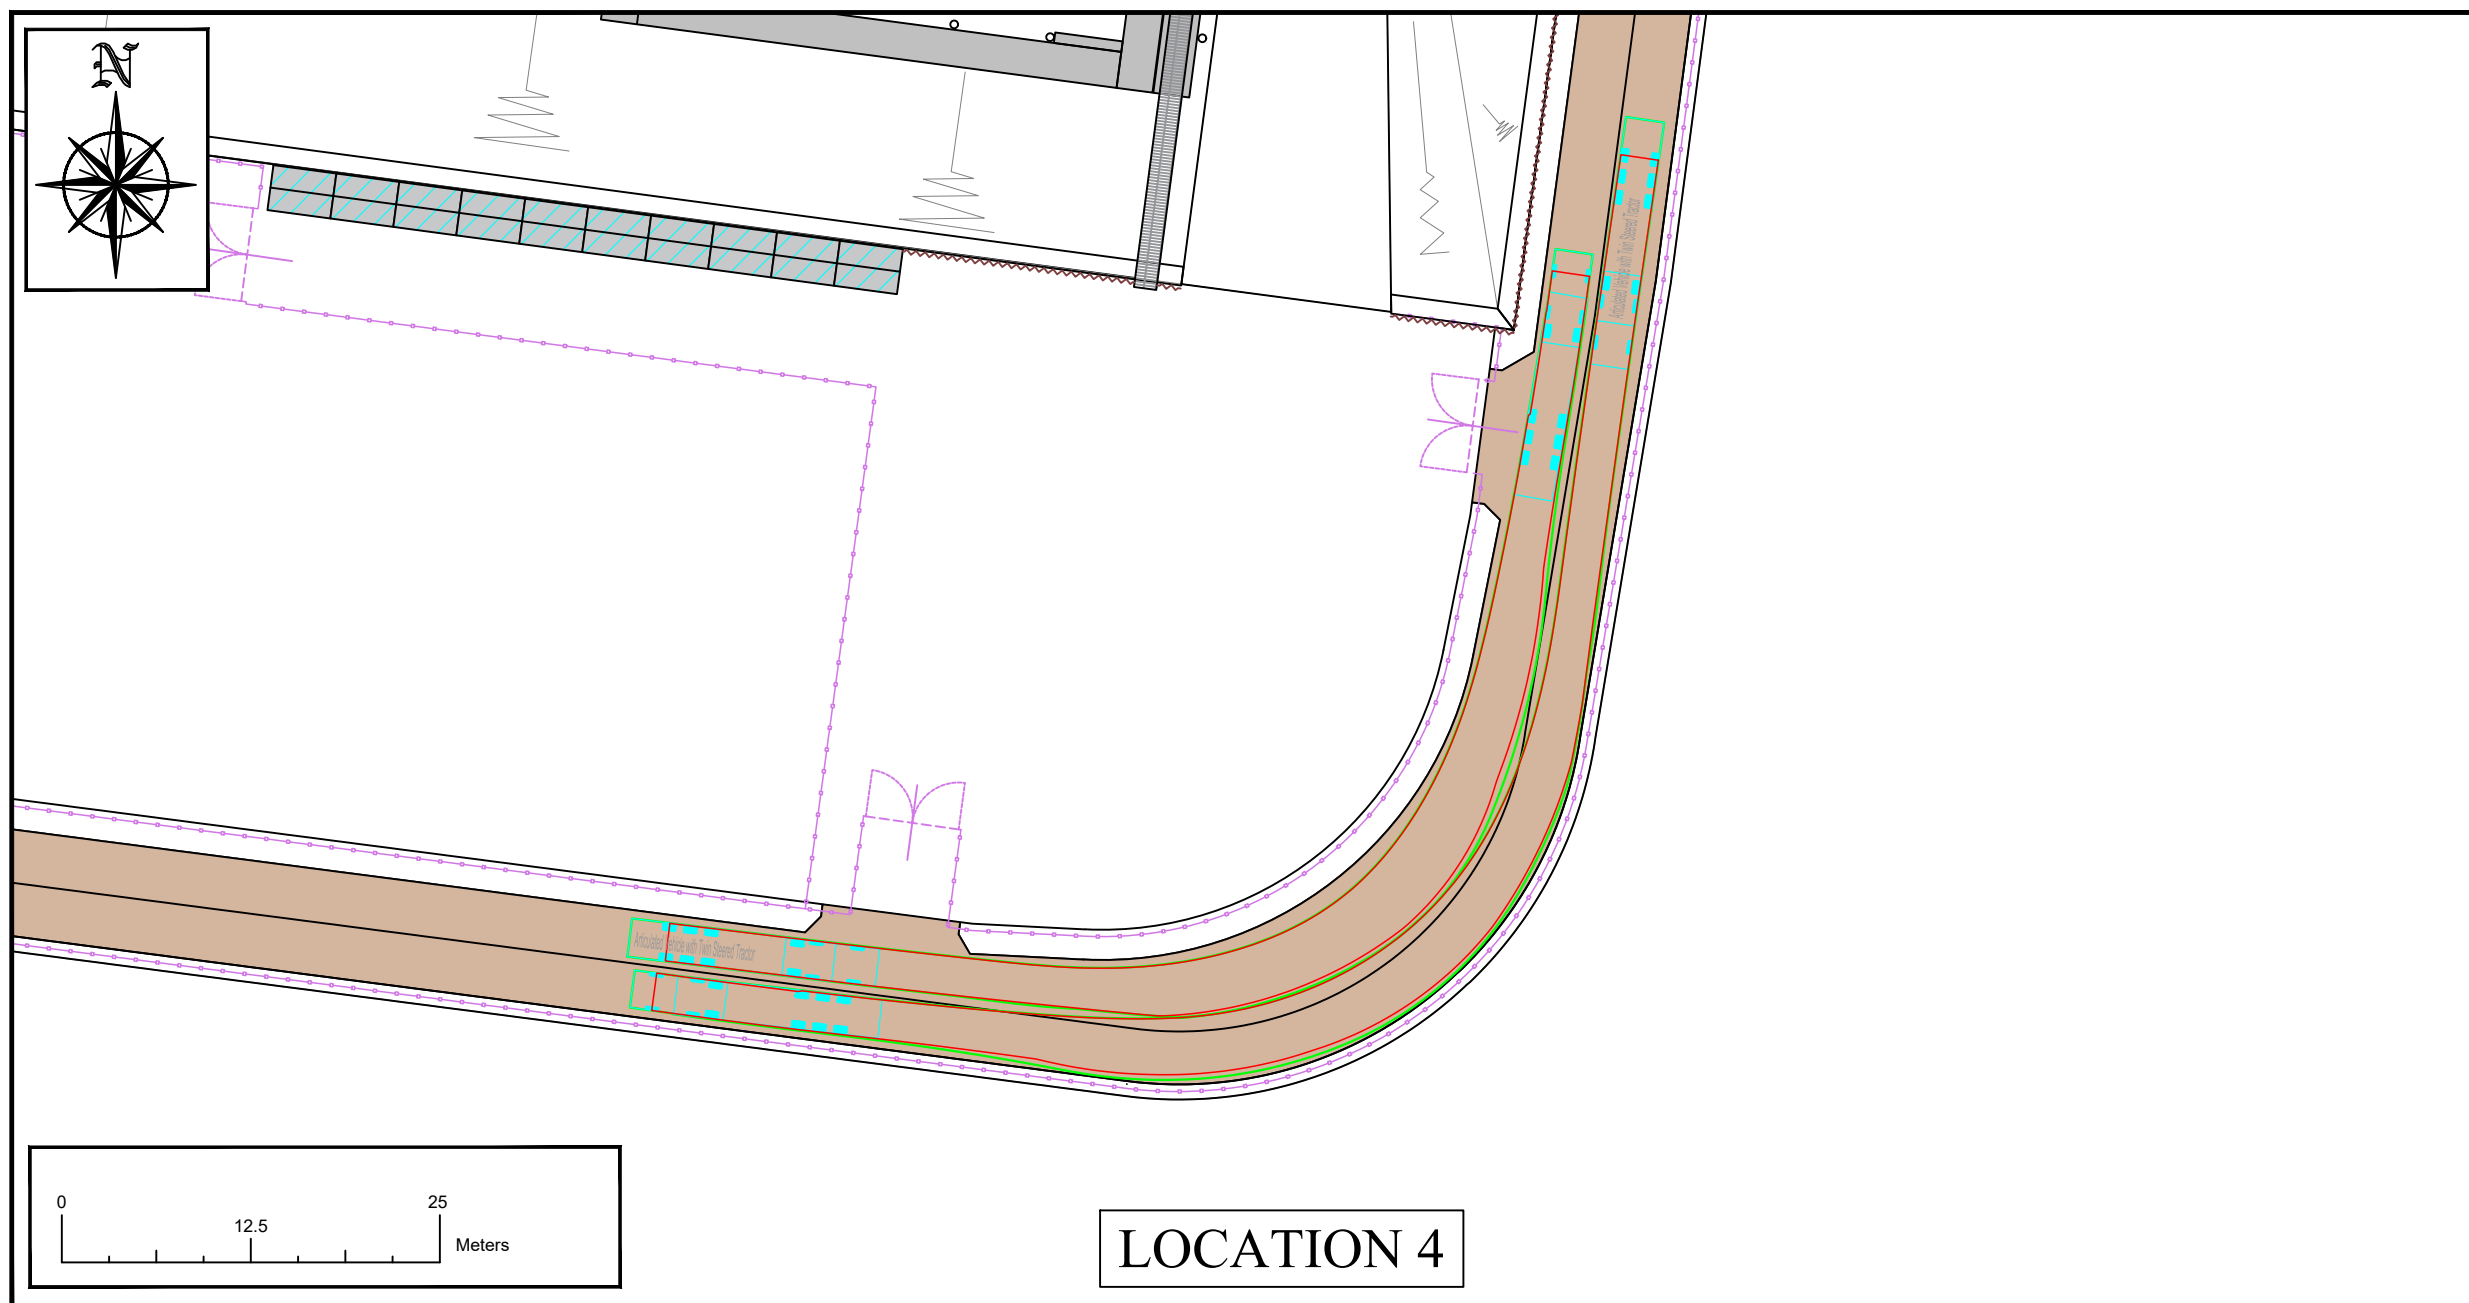 N
Articulated Vehicle with Twin Steered Tractor
Articulated Vehicle with Twin Steered Tractor
0
25
12.5
Meters
LOCATION 4